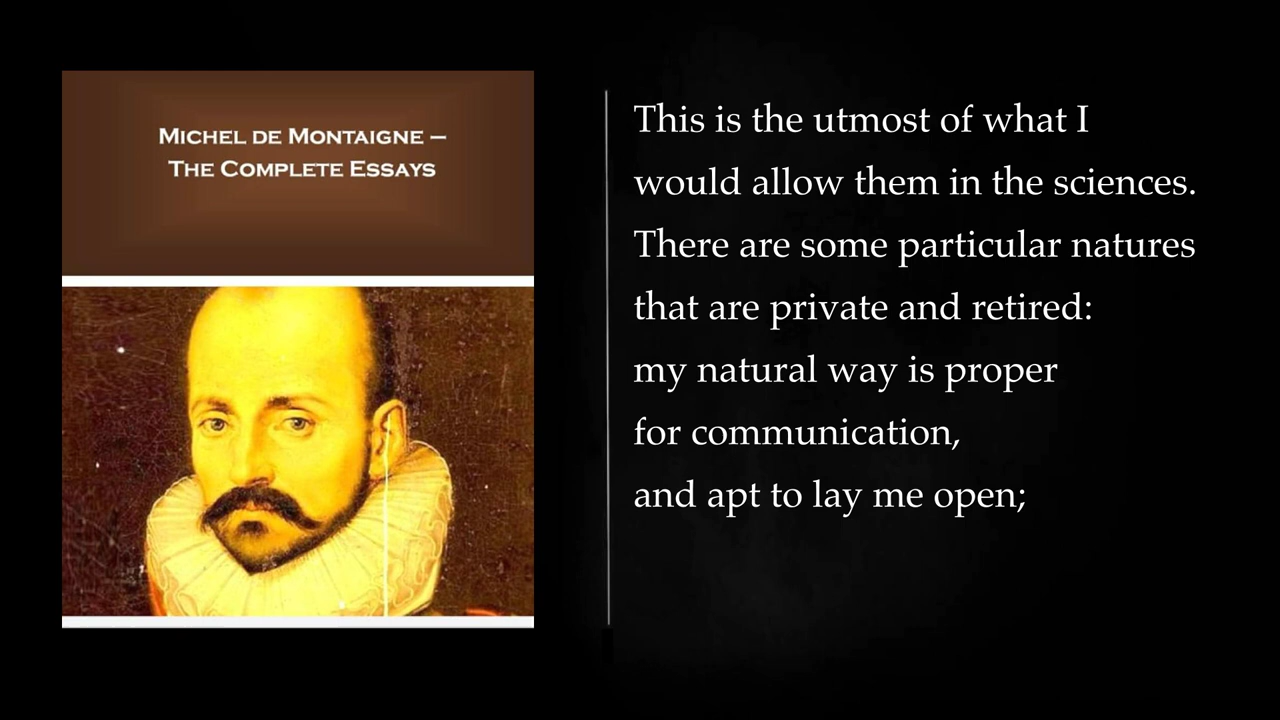 MICHEL DE MONTAIGNE –
THE COMPLETE ESSAYS
This is the utmost of what I
would allow them in the sciences.
There are some particular natures
that are private and retired:
my natural way is proper
for communication,
and apt to lay me open;